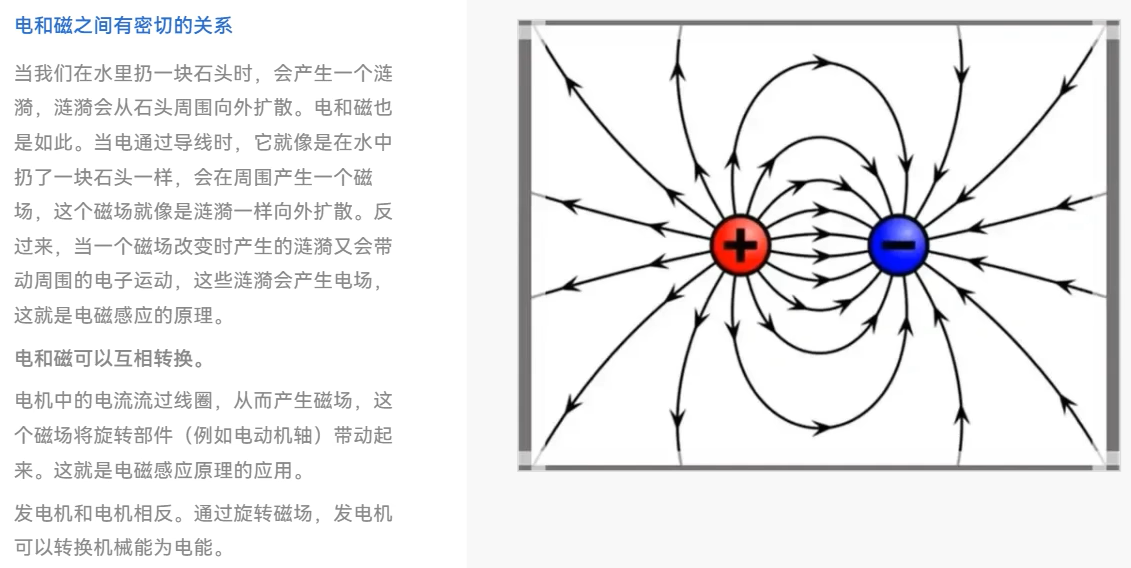 电和磁之间有密切的关系
当我们在水里扔一块石头时，会产生一个涟
漪，涟漪会从石头周围向外扩散。电和磁也
是如此。当电通过导线时，它就像是在水中
扔了一块石头一样，会在周围产生一个磁
场，这个磁场就像是涟漪一样向外扩散。反
过来，当一个磁场改变时产生的涟漪又会带
动周围的电子运动，这些涟漪会产生电场，
这就是电磁感应的原理。
电和磁可以互相转换。
电机中的电流流过线圈，从而产生磁场，这
个磁场将旋转部件（例如电动机轴）带动起
来。这就是电磁感应原理的应用。
发电机和电机相反。通过旋转磁场，发电机
可以转换机械能为电能。
+
−